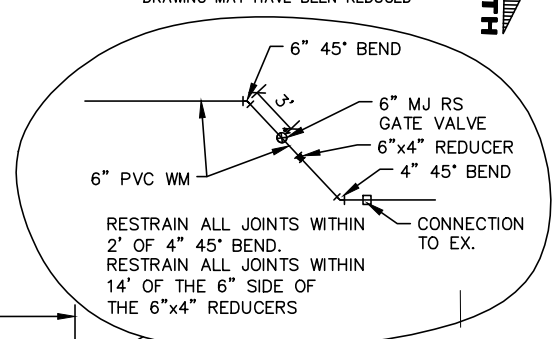 DRAWING MAY HAVE BEEN REDUCED
TH
6" 45° BEND
3'
6" MJ RS
GATE VALVE
6"x4" REDUCER
4" 45° BEND
6" PVC WM
CONNECTION
TO EX.
RESTRAIN ALL JOINTS WITHIN
2' OF 4" 45° BEND.
RESTRAIN ALL JOINTS WITHIN
14' OF THE 6" SIDE OF
THE 6"x4" REDUCERS